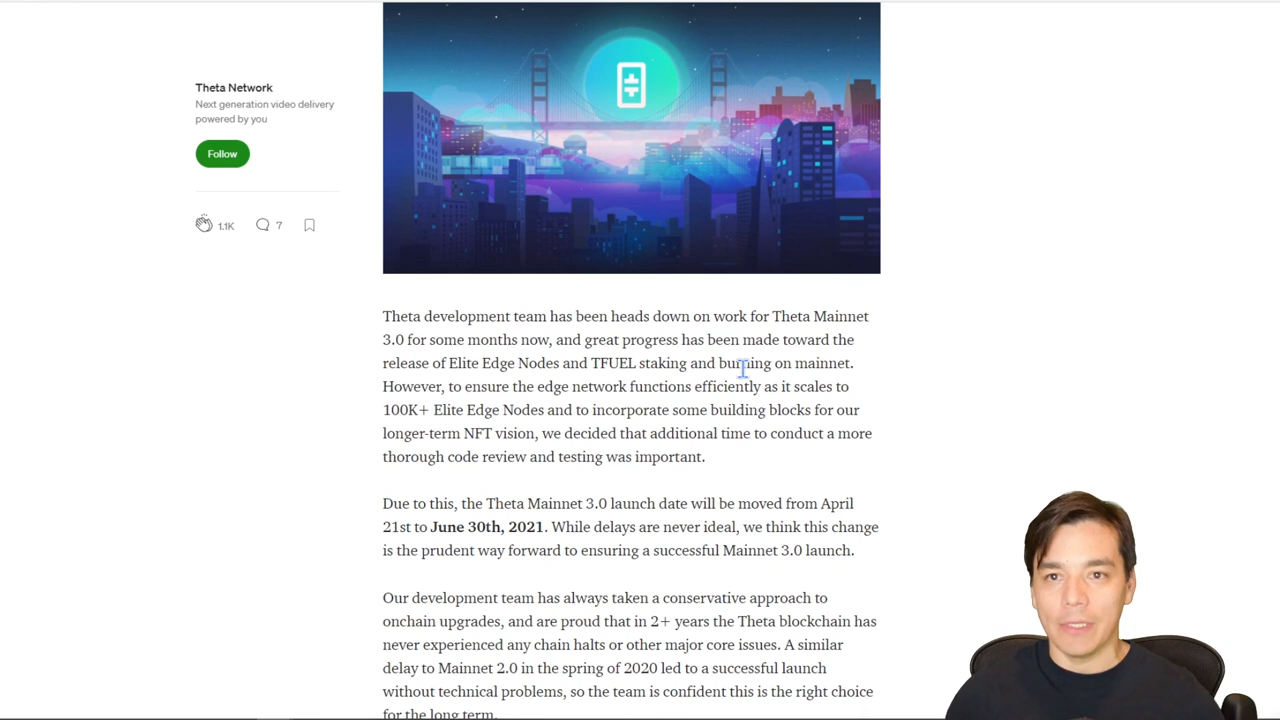 Theta Network
Next generation video delivery
powered by you
Follow
1.1K
7
Theta development team has been heads down on work for Theta Mainnet
3.0 for some months now, and great progress has been made toward the
release of Elite Edge Nodes and TFUEL staking and burning on mainnet.
However, to ensure the edge network functions efficiently as it scales to
100K+ Elite Edge Nodes and to incorporate some building blocks for our
longer-term NFT vision, we decided that additional time to conduct a more
thorough code review and testing was important.
Due to this, the Theta Mainnet 3.0 launch date will be moved from April
21st to June 30th, 2021. While delays are never ideal, we think this change
is the prudent way forward to ensuring a successful Mainnet 3.0 launch.
Our development team has always taken a conservative approach to
onchain upgrades, and are proud that in 2+ years the Theta blockchain has
never experienced any chain halts or other major core issues. A similar
delay to Mainnet 2.0 in the spring of 2020 led to a successful launch
without technical problems, so the team is confident this is the right choice
for the long term.